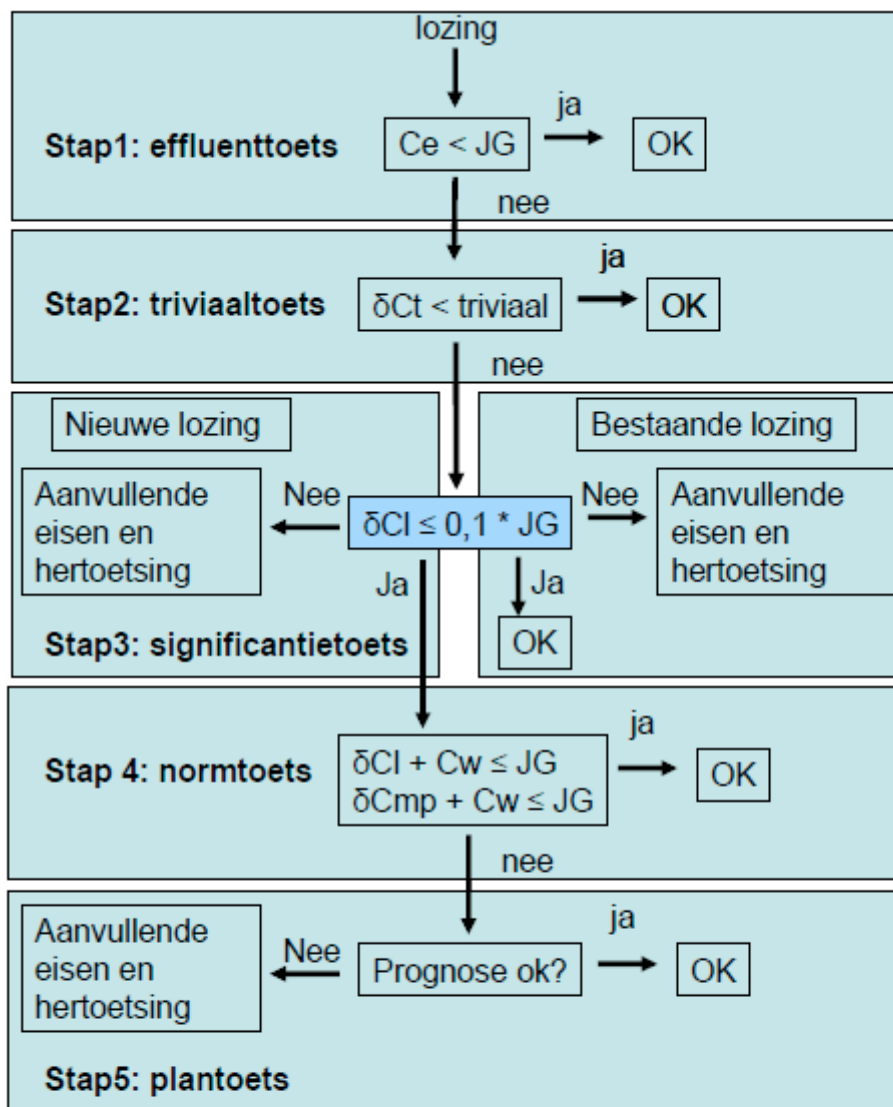 lozing
Stap1: effluenttoets
Ce < JG
ja
OK
nee
Stap2: triviaaltoets
δCt < triviaal
ja
OK
nee
Nieuwe lozing
Bestaande lozing
Aanvullende
eisen en
hertoetsing
Nee
δCl ≤ 0,1 * JG
Nee
Aanvullende
eisen en
hertoetsing
Ja
Ja
OK
Stap3: significantietoets
Stap 4: normtoets
δCl + Cw ≤ JG
δCmp + Cw ≤ JG
ja
OK
nee
Aanvullende
eisen en
hertoetsing
Nee
Prognose ok?
ja
OK
Stap5: plantoets